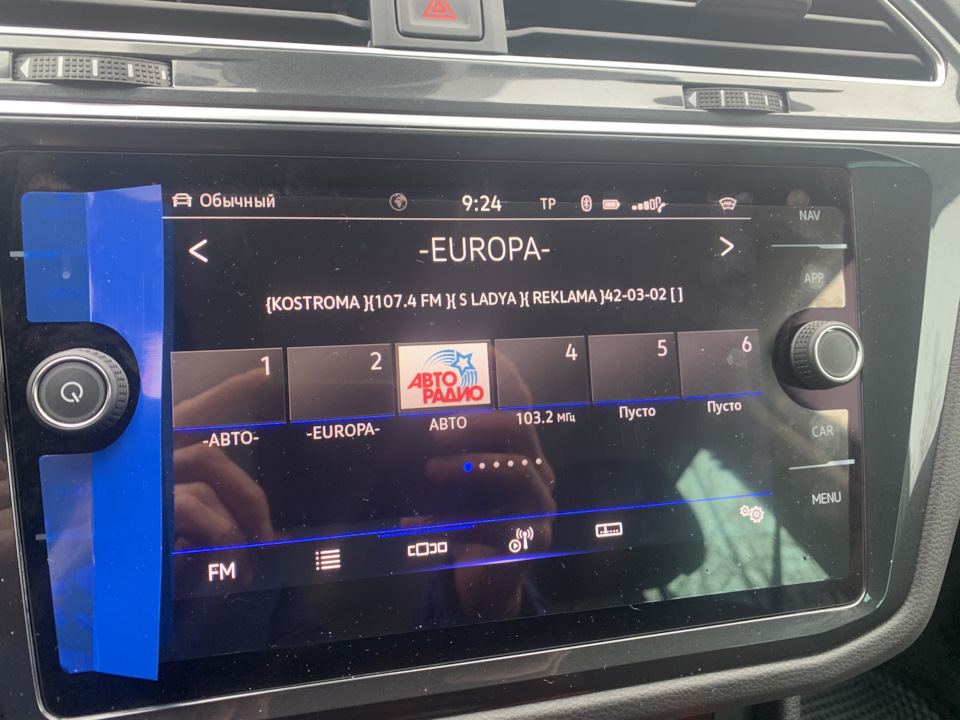 Обычный 9:24 TP
NAV
-EUROPA-
APP
{KOSTROMA }{107.4 FM }{ S LADYA }{ REKLAMA }42-03-02 [ ]
1 2 4 5 6
АВТО
РАДИО
-АВТО- -EUROPA- АВТО 103.2 МГц Пусто Пусто
CAR
MENU
FM